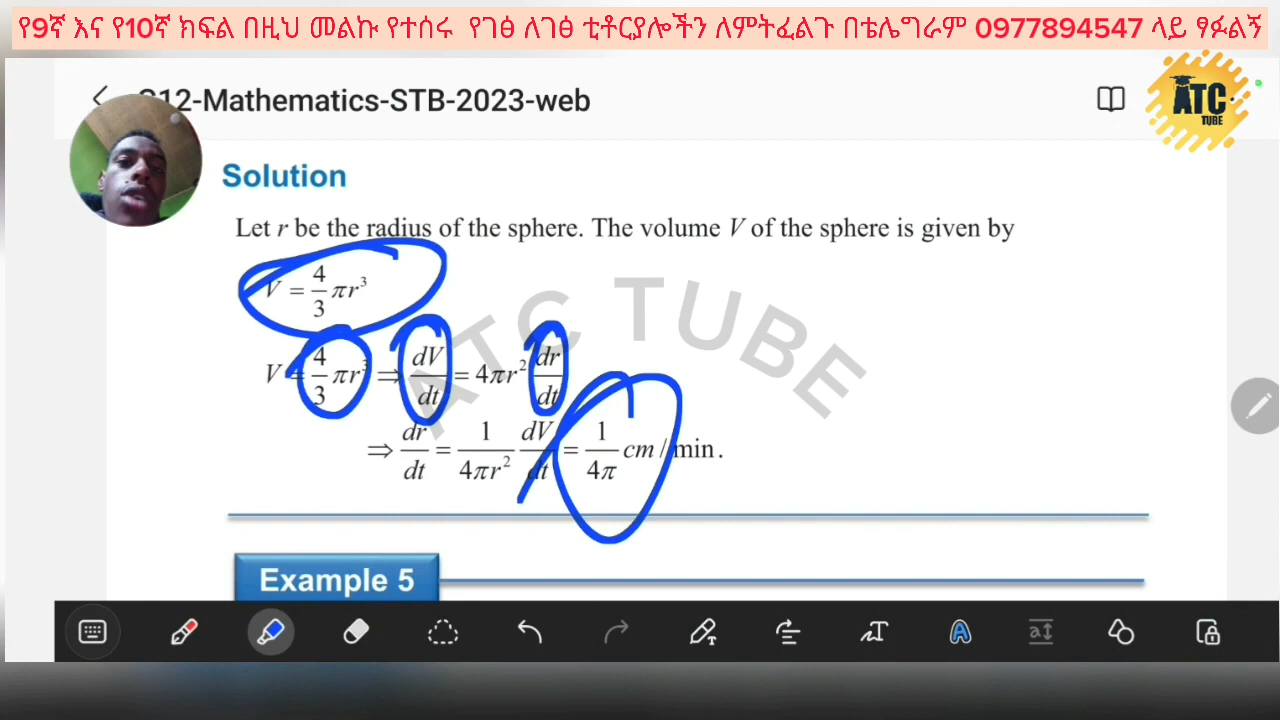 የ9ኛ እና የ10ኛ ክፍል በዚህ መልኩ የተሰሩ የገፅ ለገፅ ቲቶርያሎችን ለምትፈልጉ በቴሌግራም 0977894547 ላይ ፃፉልኝ
12-Mathematics-STB-2023-web
ATC
TUBE
Solution
Let r be the radius of the sphere. The volume V of the sphere is given by
V = 4/3 πr³
V = 4/3 πr³ ⇒ dV/dt = 4πr² dr/dt
⇒ dr/dt = 1/4πr² dV/dt = 1/4π cm / min.
ATC TUBE
Example 5